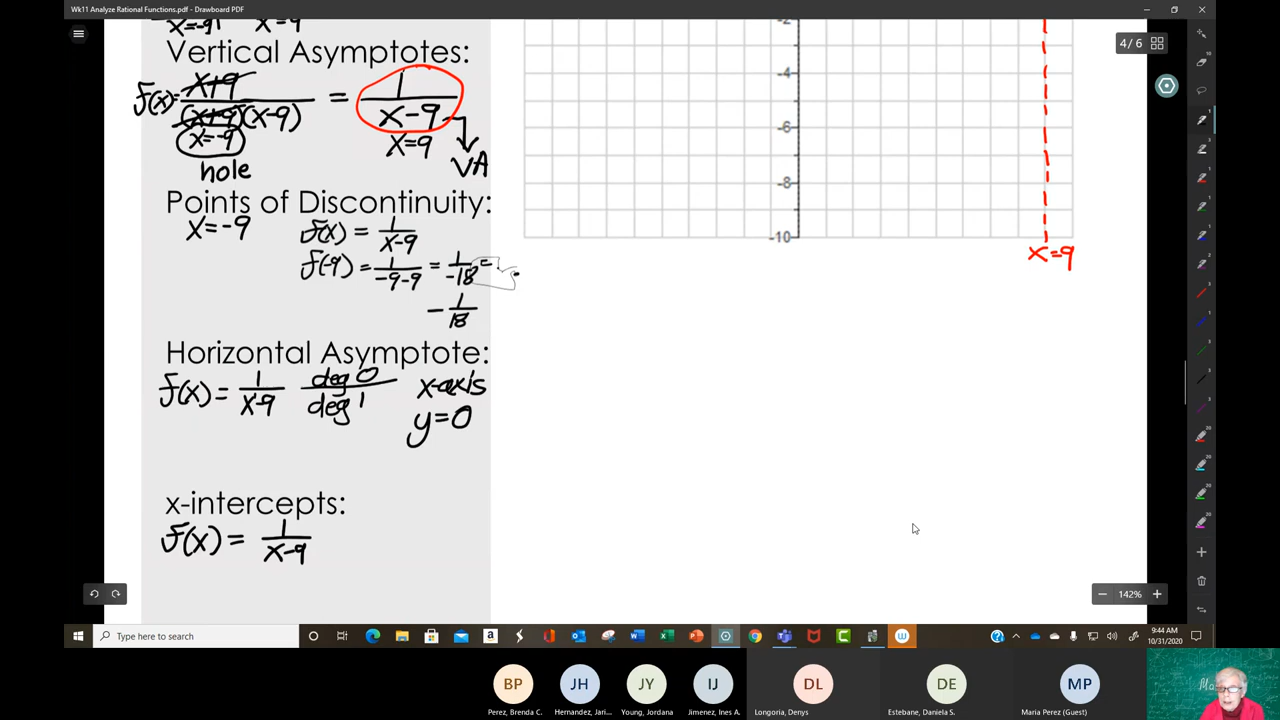 Wk11 Analyze Rational Functions.pdf - Drawboard PDF
x=-9 x=9
Vertical Asymptotes:
f(x)= x+9 / (x+9)(x-9) = 1 / x-9
x=-9 x=9
hole VA
Points of Discontinuity:
x=-9 f(x) = 1/x-9
f(-9) = 1/-9-9 = 1/-18 =
-1/18
Horizontal Asymptote:
f(x) = 1/x-9 deg 0/deg 1 x-axis
y=0
x-intercepts:
f(x) = 1/x-9
-2
-4
-6
-8
-10
x=9
4 / 6
142%
Type here to search
9:44 AM
10/31/2020
BP JH JY IJ DL DE MP
Perez, Brenda C. Hernandez, Jari... Young, Jordana Jimenez, Ines A. Longoria, Denys Estebane, Daniela S. Maria Perez (Guest)